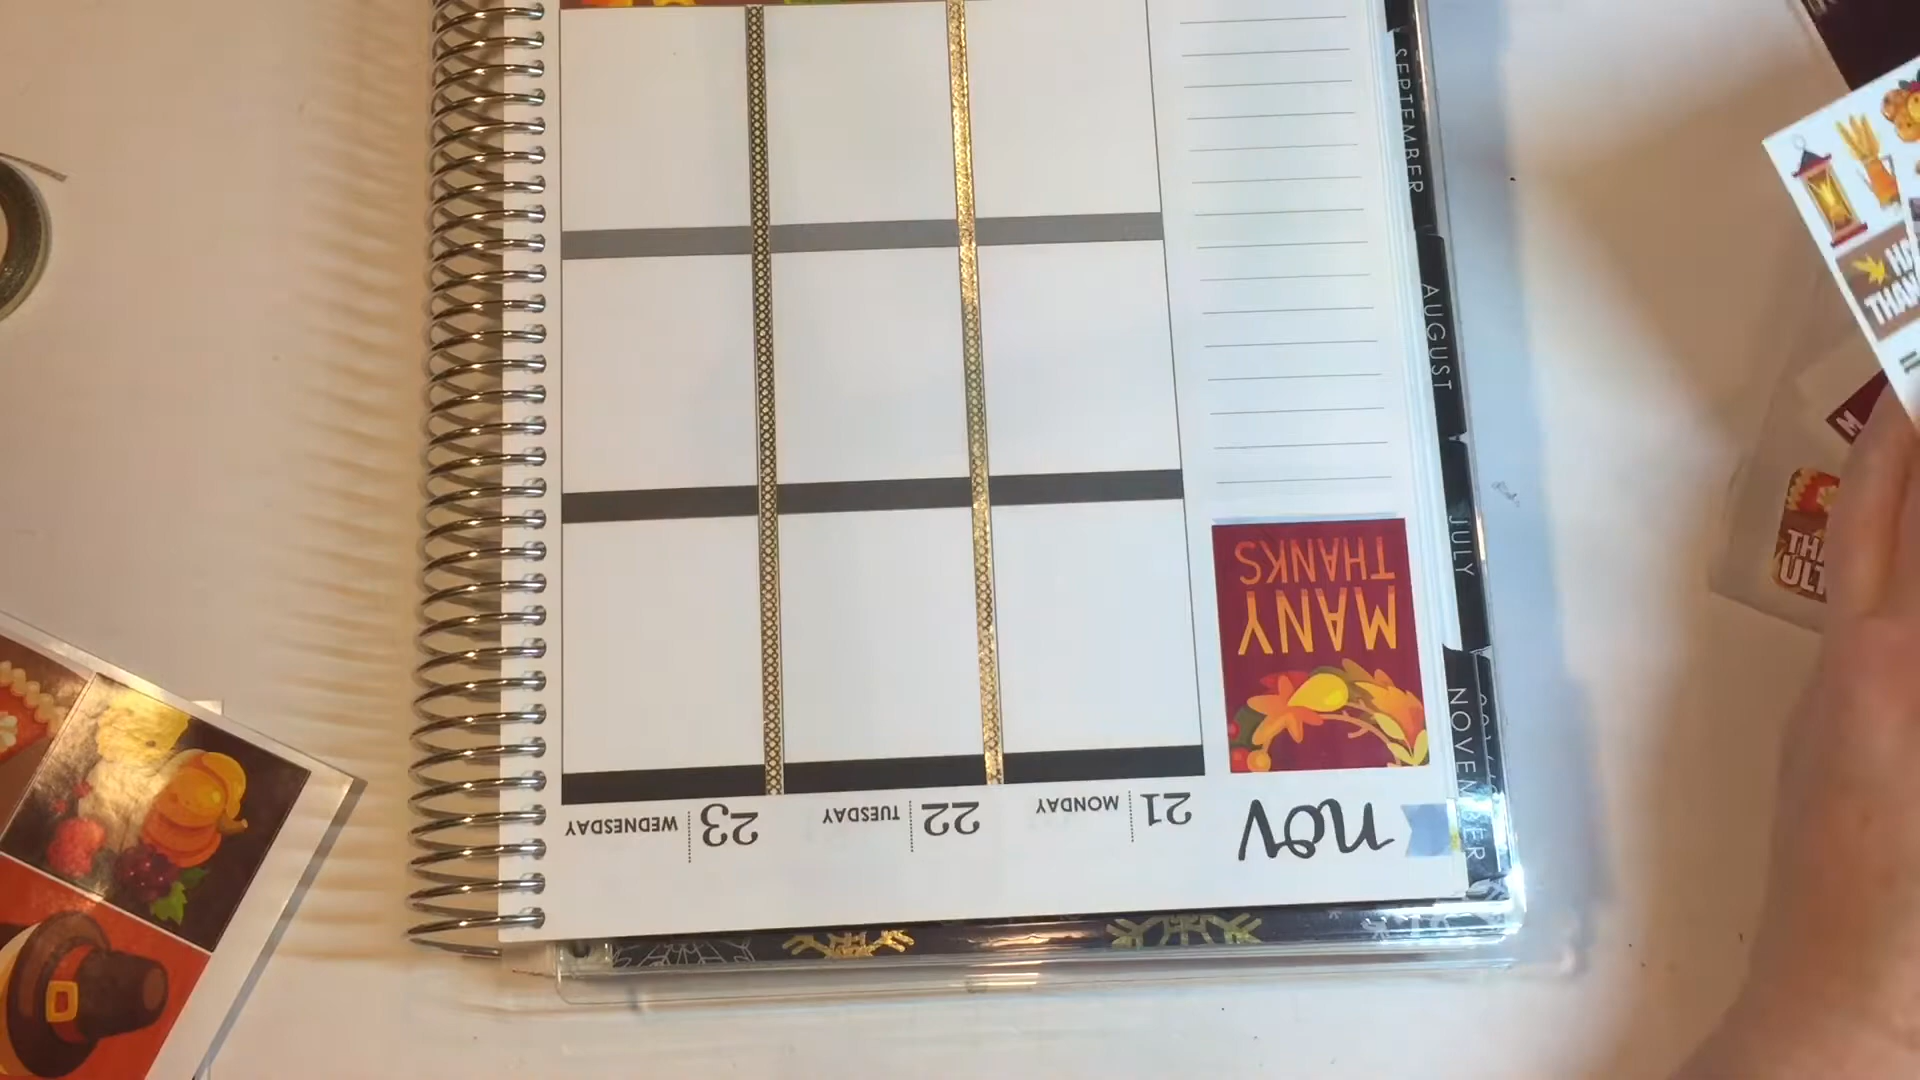 nov
21 MONDAY
22 TUESDAY
23 WEDNESDAY
MANY
THANKS
SEPTEMBER
AUGUST
JULY
NOVEMBER